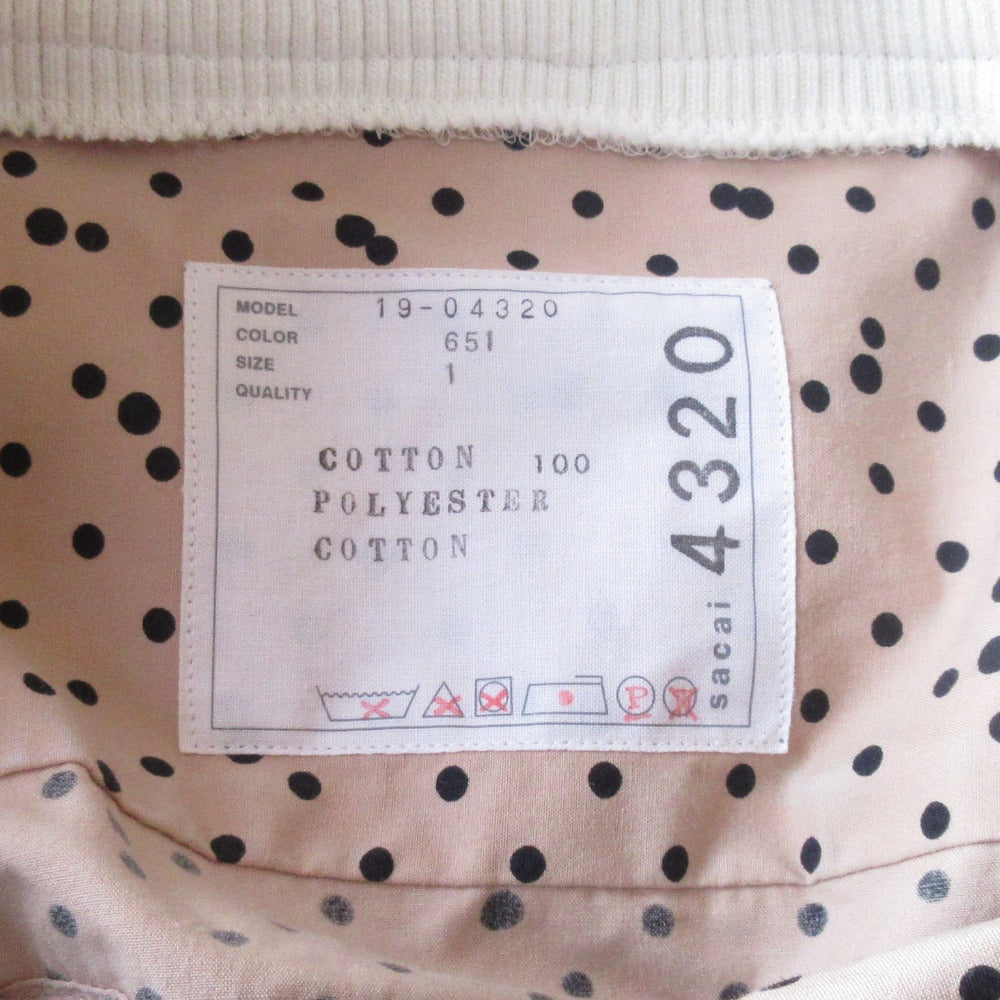 MODEL 19-04320
COLOR 651
SIZE 1
QUALITY
COTTON 100
POLYESTER
COTTON
P
sacai 4320